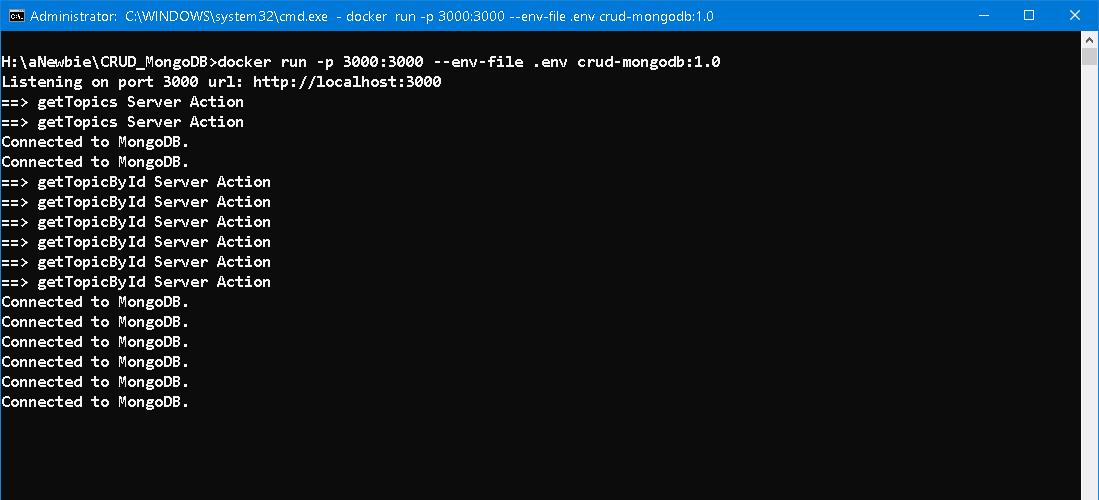 Administrator: C:\WINDOWS\system32\cmd.exe - docker run -p 3000:3000 --env-file .env crud-mongodb:1.0
H:\aNewbie\CRUD_MongoDB>docker run -p 3000:3000 --env-file .env crud-mongodb:1.0
Listening on port 3000 url: http://localhost:3000
==> getTopics Server Action
==> getTopics Server Action
Connected to MongoDB.
Connected to MongoDB.
==> getTopicById Server Action
==> getTopicById Server Action
==> getTopicById Server Action
==> getTopicById Server Action
==> getTopicById Server Action
==> getTopicById Server Action
Connected to MongoDB.
Connected to MongoDB.
Connected to MongoDB.
Connected to MongoDB.
Connected to MongoDB.
Connected to MongoDB.